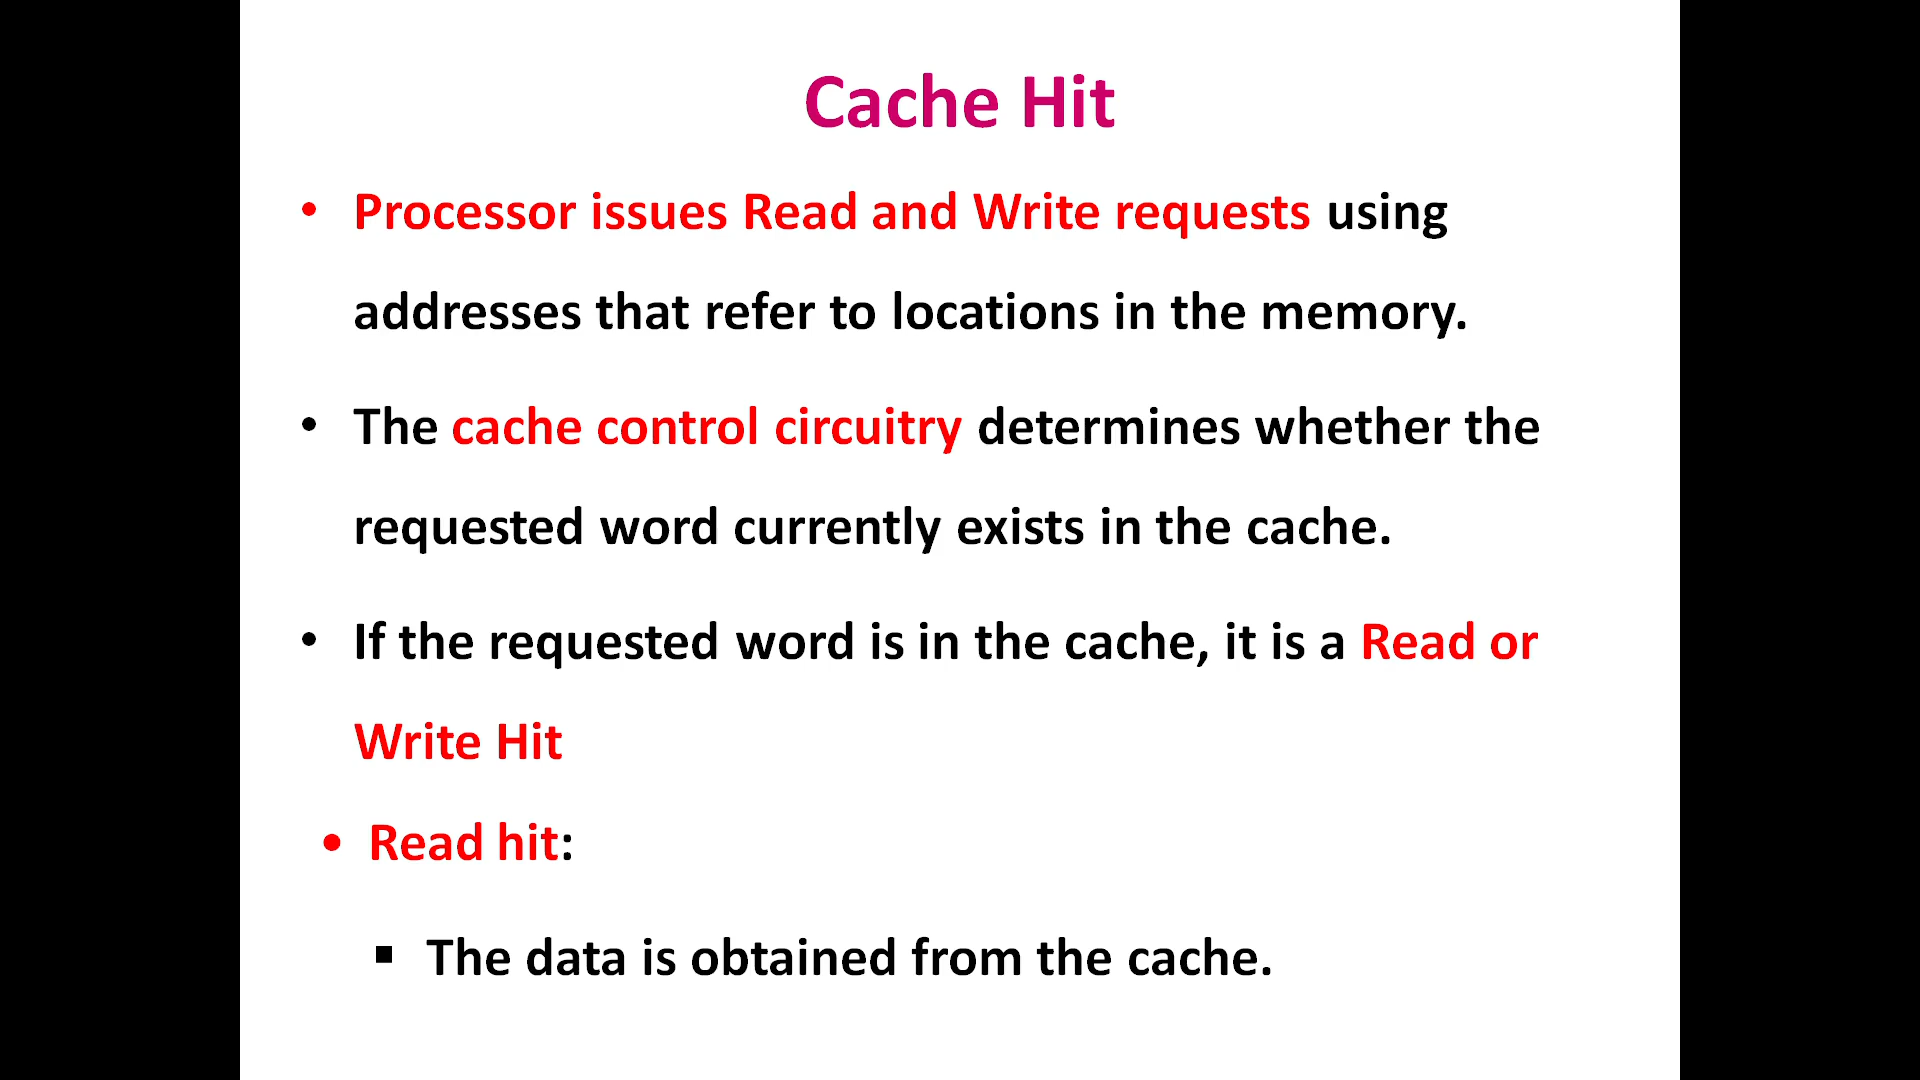 Cache Hit
• Processor issues Read and Write requests using
addresses that refer to locations in the memory.
• The cache control circuitry determines whether the
requested word currently exists in the cache.
• If the requested word is in the cache, it is a Read or
Write Hit
• Read hit:
▪ The data is obtained from the cache.